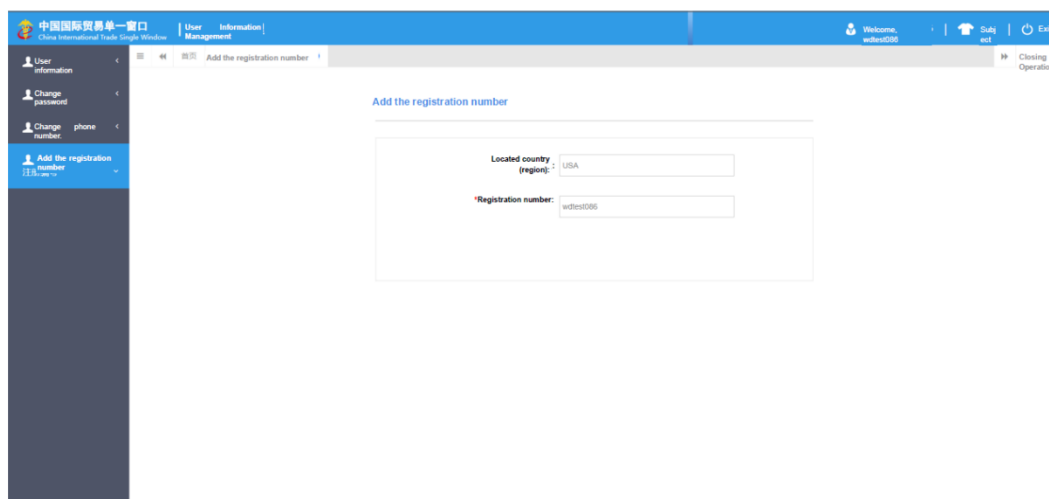 中国国际贸易单一窗口
China International Trade Single Window
User Information
Management
Welcome,
wdtest086
Subj
ect
Exi
User
information
Add the registration number
Closing
Operatio
Change
password
Change phone
number.
Add the registration
number
Add the registration number
Located country
(region):
:
USA
*Registration number:
wdtest086